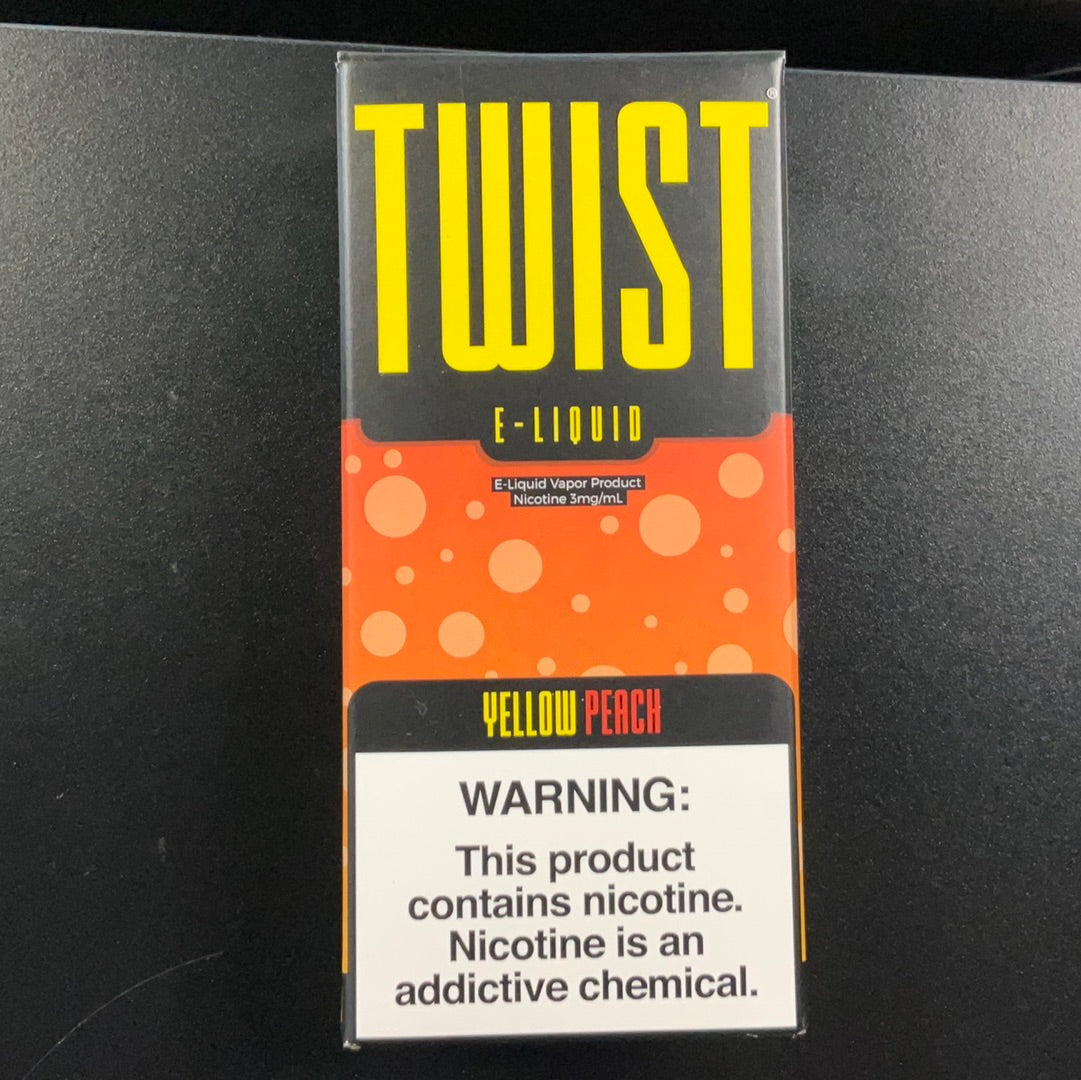 TWIST®
E-LIQUID
E-Liquid Vapor Product
Nicotine 3mg/mL
YELLOW PEACH
WARNING:
This product
contains nicotine.
Nicotine is an
addictive chemical.